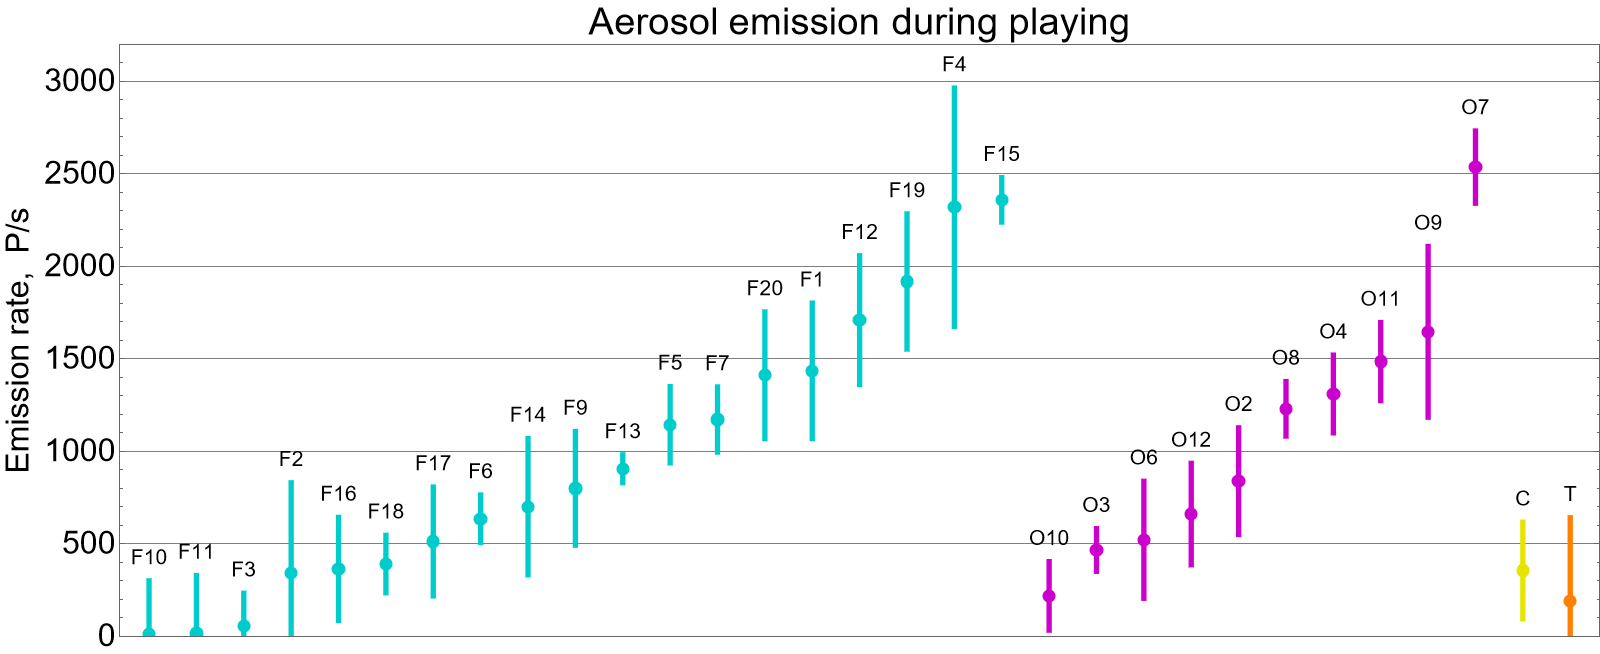 Aerosol emission during playing
Emission rate, P/s
3000
2500
2000
1500
1000
500
0
F10
F11
F3
F2
F16
F18
F17
F6
F14
F9
F13
F5
F7
F20
F1
F12
F19
F4
F15
O10
O3
O6
O12
O2
O8
O4
O11
O9
O7
C
T